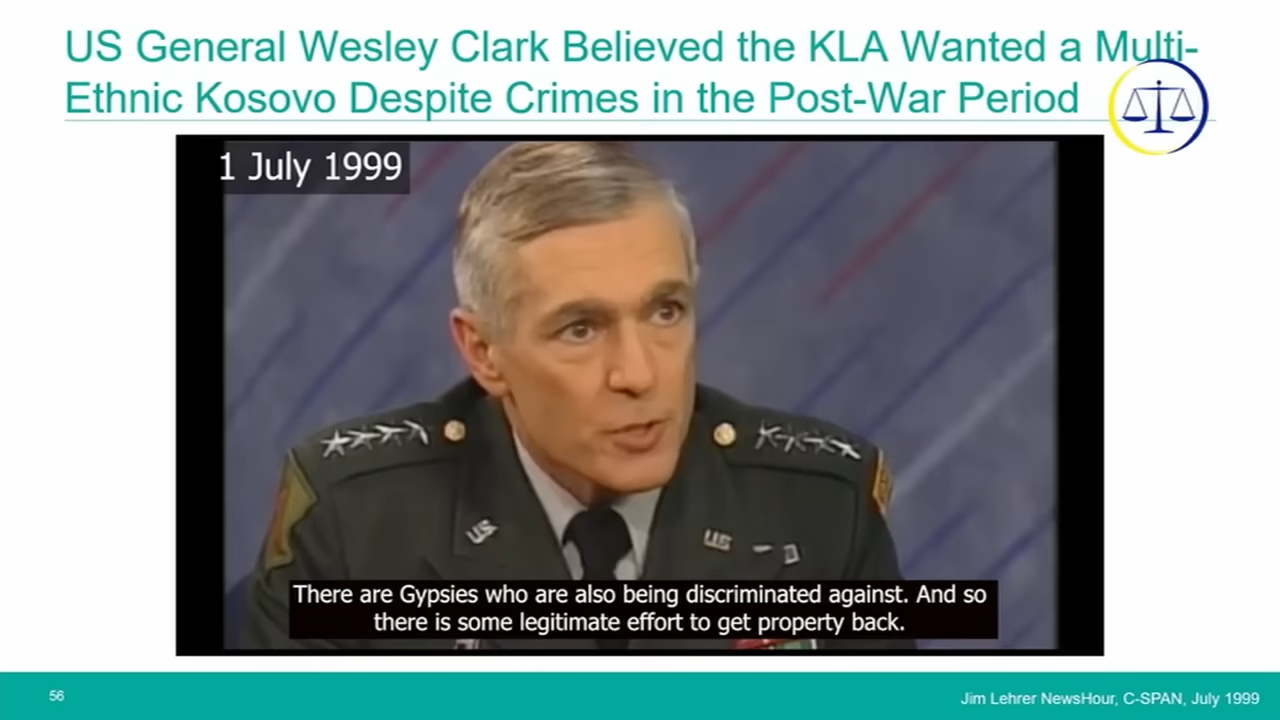 US General Wesley Clark Believed the KLA Wanted a Multi-
Ethnic Kosovo Despite Crimes in the Post-War Period
1 July 1999
US
US
There are Gypsies who are also being discriminated against. And so
there is some legitimate effort to get property back.
56
Jim Lehrer NewsHour, C-SPAN, July 1999